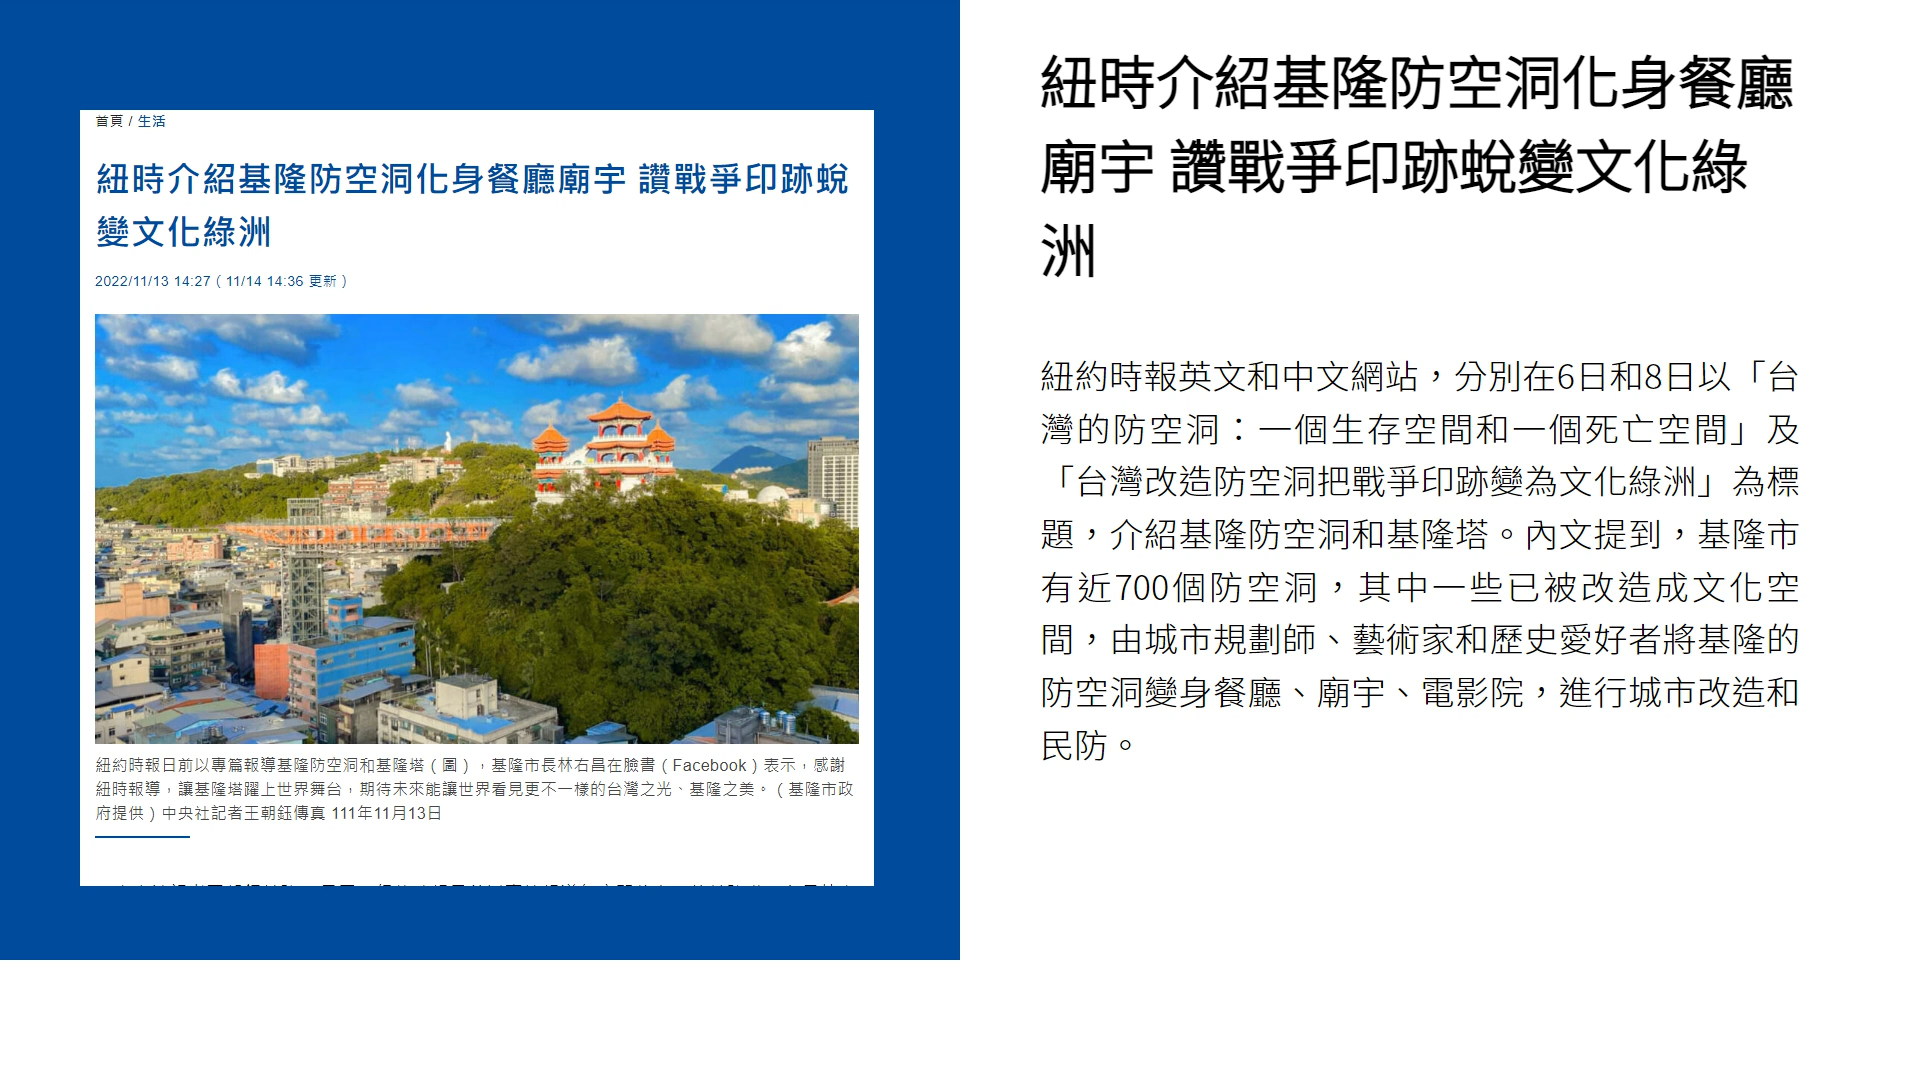 首頁 / 生活
紐時介紹基隆防空洞化身餐廳廟宇 讚戰爭印跡蛻
變文化綠洲
2022/11/13 14:27（11/14 14:36 更新）
紐約時報日前以專篇報導基隆防空洞和基隆塔（圖），基隆市長林右昌在臉書（Facebook）表示，感謝
紐時報導，讓基隆塔躍上世界舞台，期待未來能讓世界看見更不一樣的台灣之光、基隆之美。（基隆市政
府提供）中央社記者王朝鈺傳真 111年11月13日
紐時介紹基隆防空洞化身餐廳
廟宇 讚戰爭印跡蛻變文化綠
洲
紐約時報英文和中文網站，分別在6日和8日以「台
灣的防空洞：一個生存空間和一個死亡空間」及
「台灣改造防空洞把戰爭印跡變為文化綠洲」為標
題，介紹基隆防空洞和基隆塔。內文提到，基隆市
有近700個防空洞，其中一些已被改造成文化空
間，由城市規劃師、藝術家和歷史愛好者將基隆的
防空洞變身餐廳、廟宇、電影院，進行城市改造和
民防。